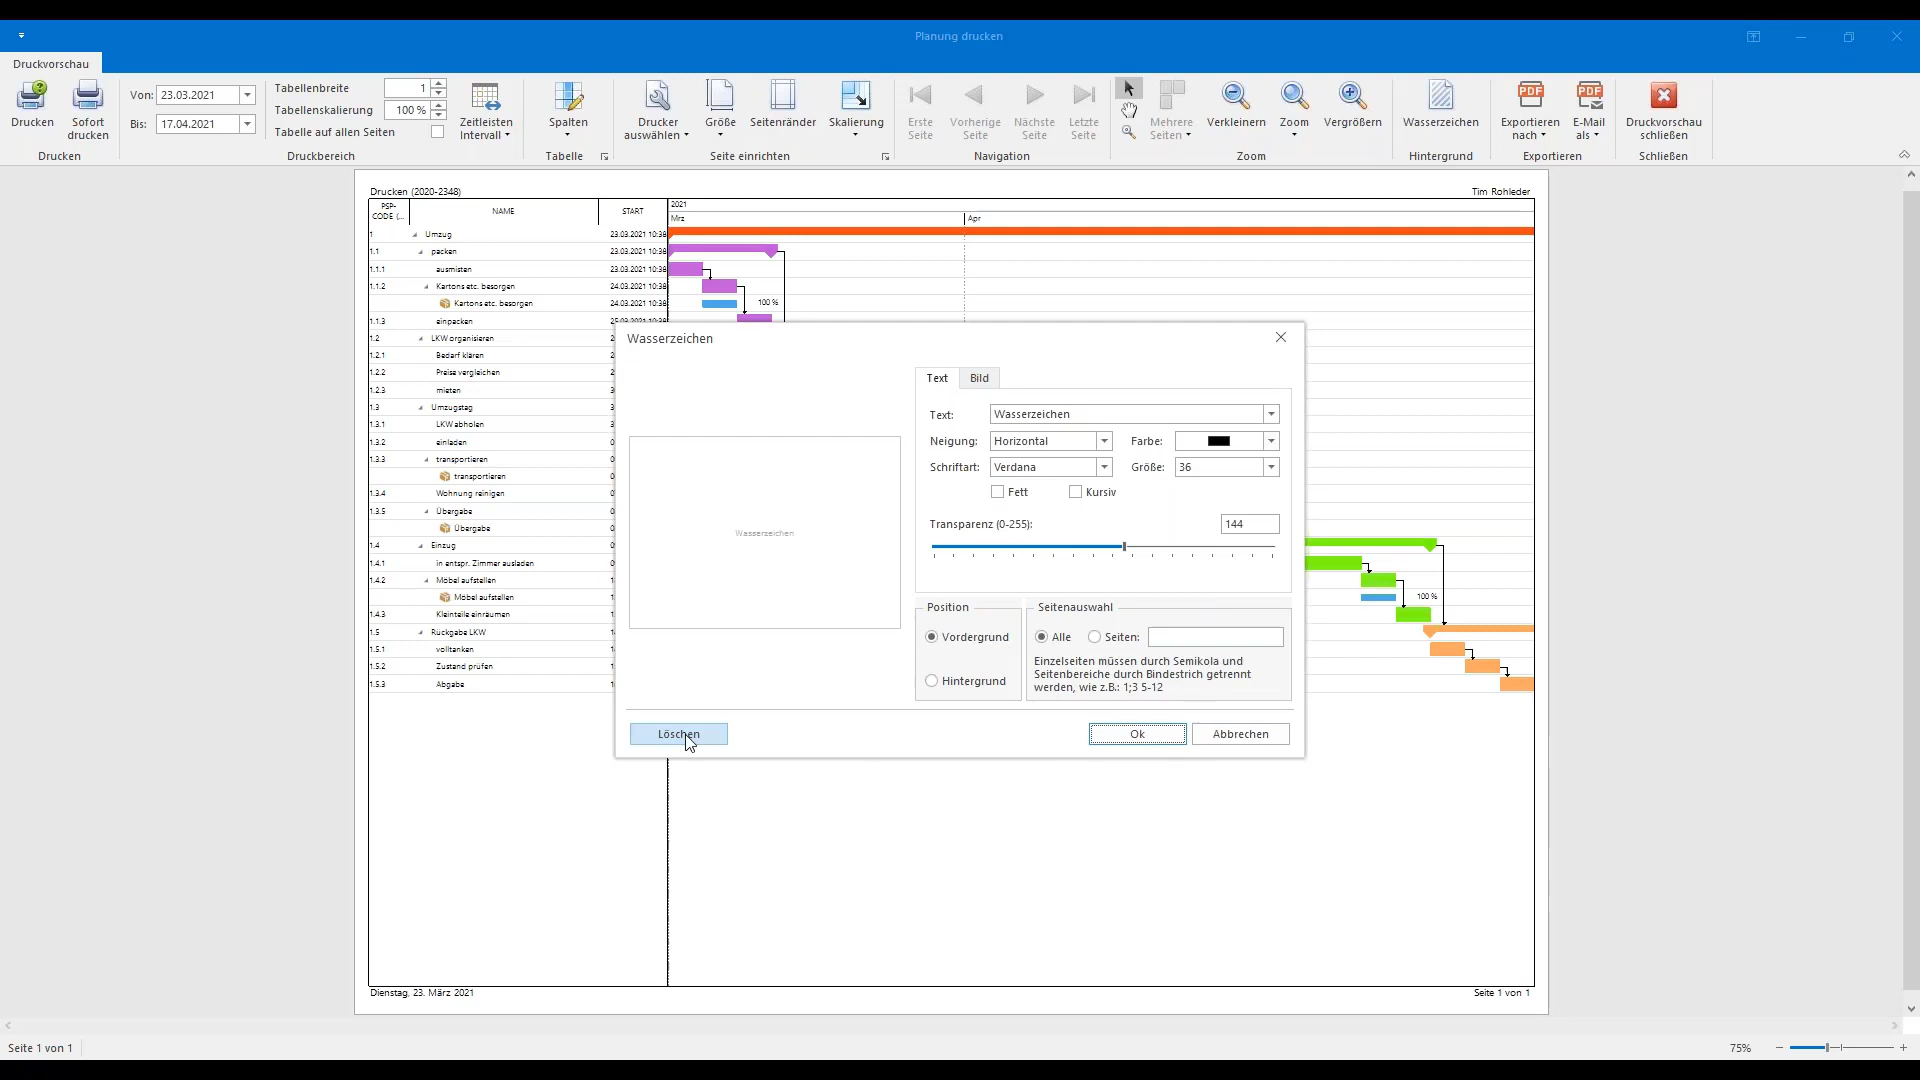 Planung drucken
Druckvorschau
Drucken
Sofort drucken
Von: 23.03.2021
Bis: 17.04.2021
Tabellenbreite 1
Tabellenskalierung 100 %
Tabelle auf allen Seiten
Zeitleisten Intervall
Spalten
Drucker auswählen
Größe
Seitenränder
Skalierung
Erste Seite
Vorherige Seite
Nächste Seite
Letzte Seite
Mehrere Seiten
Verkleinern
Zoom
Vergrößern
Wasserzeichen
PDF
Exportieren nach
PDF
E-Mail als
Druckvorschau schließen
Drucken
Druckbereich
Tabelle
Seite einrichten
Navigation
Zoom
Hintergrund
Exportieren
Schließen
Drucken (2020-2348)
Tim Rohleder
PSP-CODE (...
NAME
START
2021
Mrz
Apr
1 Umzug 23.03.2021 10:38
1.1 packen 23.03.2021 10:38
1.1.1 ausmisten 23.03.2021 10:38
1.1.2 Kartons etc. besorgen 24.03.2021 10:38
Kartons etc. besorgen 24.03.2021 10:38 100 %
1.1.3 einpacken
1.2 LKW organisieren
1.2.1 Bedarf klären
1.2.2 Preise vergleichen
1.2.3 mieten
1.3 Umzugstag
1.3.1 LKW abholen
1.3.2 einladen
1.3.3 transportieren
transportieren
1.3.4 Wohnung reinigen
1.3.5 Übergabe
Übergabe
1.4 Einzug
1.4.1 in entspr. Zimmer ausladen
1.4.2 Möbel aufstellen
Möbel aufstellen 100 %
1.4.3 Kleinteile einräumen
1.5 Rückgabe LKW
1.5.1 volltanken
1.5.2 Zustand prüfen
1.5.3 Abgabe
Wasserzeichen
Text Bild
Text: Wasserzeichen
Neigung: Horizontal Farbe:
Schriftart: Verdana Größe: 36
Fett Kursiv
Transparenz (0-255): 144
Wasserzeichen
Position
Vordergrund
Hintergrund
Seitenauswahl
Alle Seiten:
Einzelseiten müssen durch Semikola und
Seitenbereiche durch Bindestrich getrennt
werden, wie z.B.: 1;3 5-12
Löschen
Ok
Abbrechen
Dienstag, 23. März 2021
Seite 1 von 1
Seite 1 von 1
75%